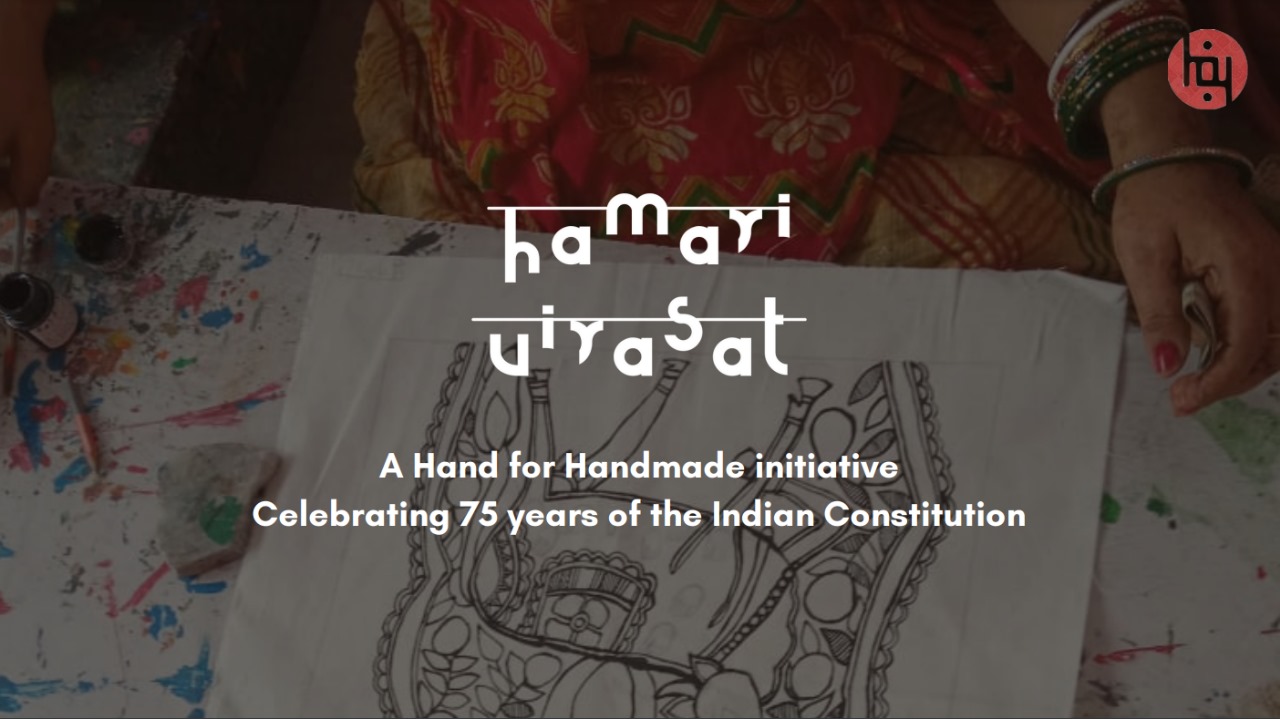 hamari
virasat
A Hand for Handmade initiative
Celebrating 75 years of the Indian Constitution